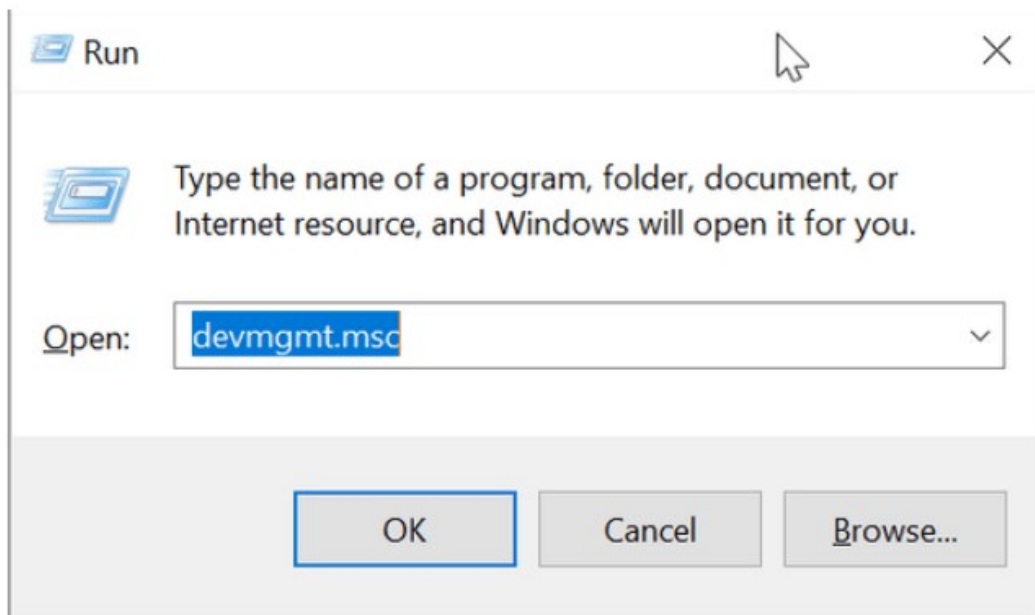 Run
Type the name of a program, folder, document, or
Internet resource, and Windows will open it for you.
Open: devmgmt.msc
OK Cancel Browse...